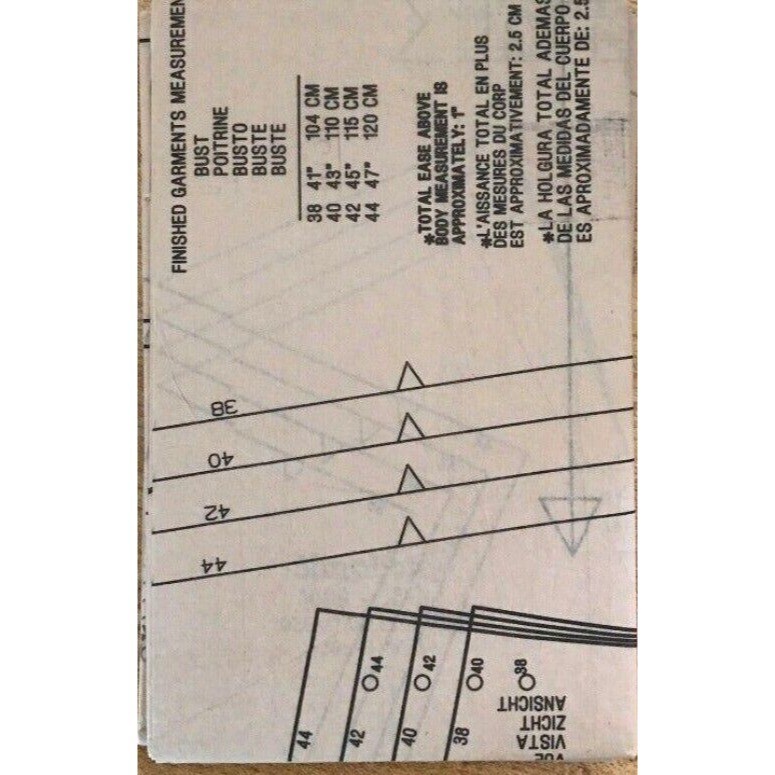 FINISHED GARMENTS MEASUREMEN
BUST
POITRINE
BUSTO
BUSTE
BUSTE
38 41" 104 CM
40 43" 110 CM
42 45" 115 CM
44 47" 120 CM
*TOTAL EASE ABOVE
BODY MEASUREMENT IS
APPROXIMATELY: 1"
*L'AISSANCE TOTAL EN PLUS
DES MESURES DU CORP
EST APPROXIMATIVEMENT: 2.5 CM
*LA HOLGURA TOTAL ADEMAS
DE LAS MEDIDAS DEL CUERPO
ES APROXIMADAMENTE DE: 2.5
38
40
42
44
44
42
40
38
44
42
40
38
VUE
VISTA
ZICHT
ANSICHT